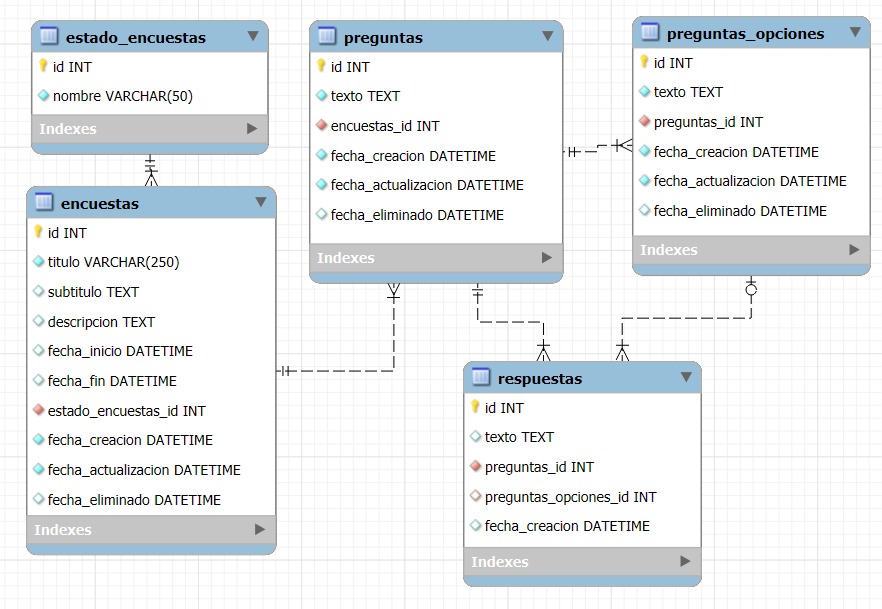 estado_encuestas
id INT
nombre VARCHAR(50)
Indexes
encuestas
id INT
titulo VARCHAR(250)
subtitulo TEXT
descripcion TEXT
fecha_inicio DATETIME
fecha_fin DATETIME
estado_encuestas_id INT
fecha_creacion DATETIME
fecha_actualizacion DATETIME
fecha_eliminado DATETIME
Indexes
preguntas
id INT
texto TEXT
encuestas_id INT
fecha_creacion DATETIME
fecha_actualizacion DATETIME
fecha_eliminado DATETIME
Indexes
preguntas_opciones
id INT
texto TEXT
preguntas_id INT
fecha_creacion DATETIME
fecha_actualizacion DATETIME
fecha_eliminado DATETIME
Indexes
respuestas
id INT
texto TEXT
preguntas_id INT
preguntas_opciones_id INT
fecha_creacion DATETIME
Indexes